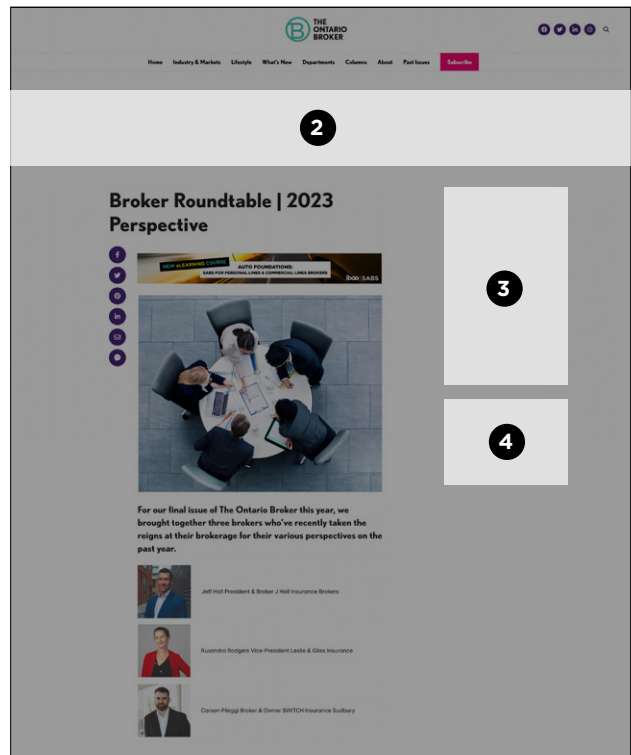 THE
ONTARIO
BROKER
Home Industry & Markets Lifestyle What's New Departments Columns About Past Issues Subscribe
2
Broker Roundtable | 2023
Perspective
NEW eLEARNING COURSE
AUTO FOUNDATIONS:
SABS FOR PERSONAL LINES & COMMERCIAL LINES BROKERS
ibao SABS
3
4
For our final issue of The Ontario Broker this year, we
brought together three brokers who've recently taken the
reigns at their brokerage for their various perspectives on the
past year.
Jeff Hall President & Broker J Hall Insurance Brokers
Ruxandra Rodgers Vice-President Leslie & Giles Insurance
Carson Pileggi Broker & Owner SWITCH Insurance Sudbury